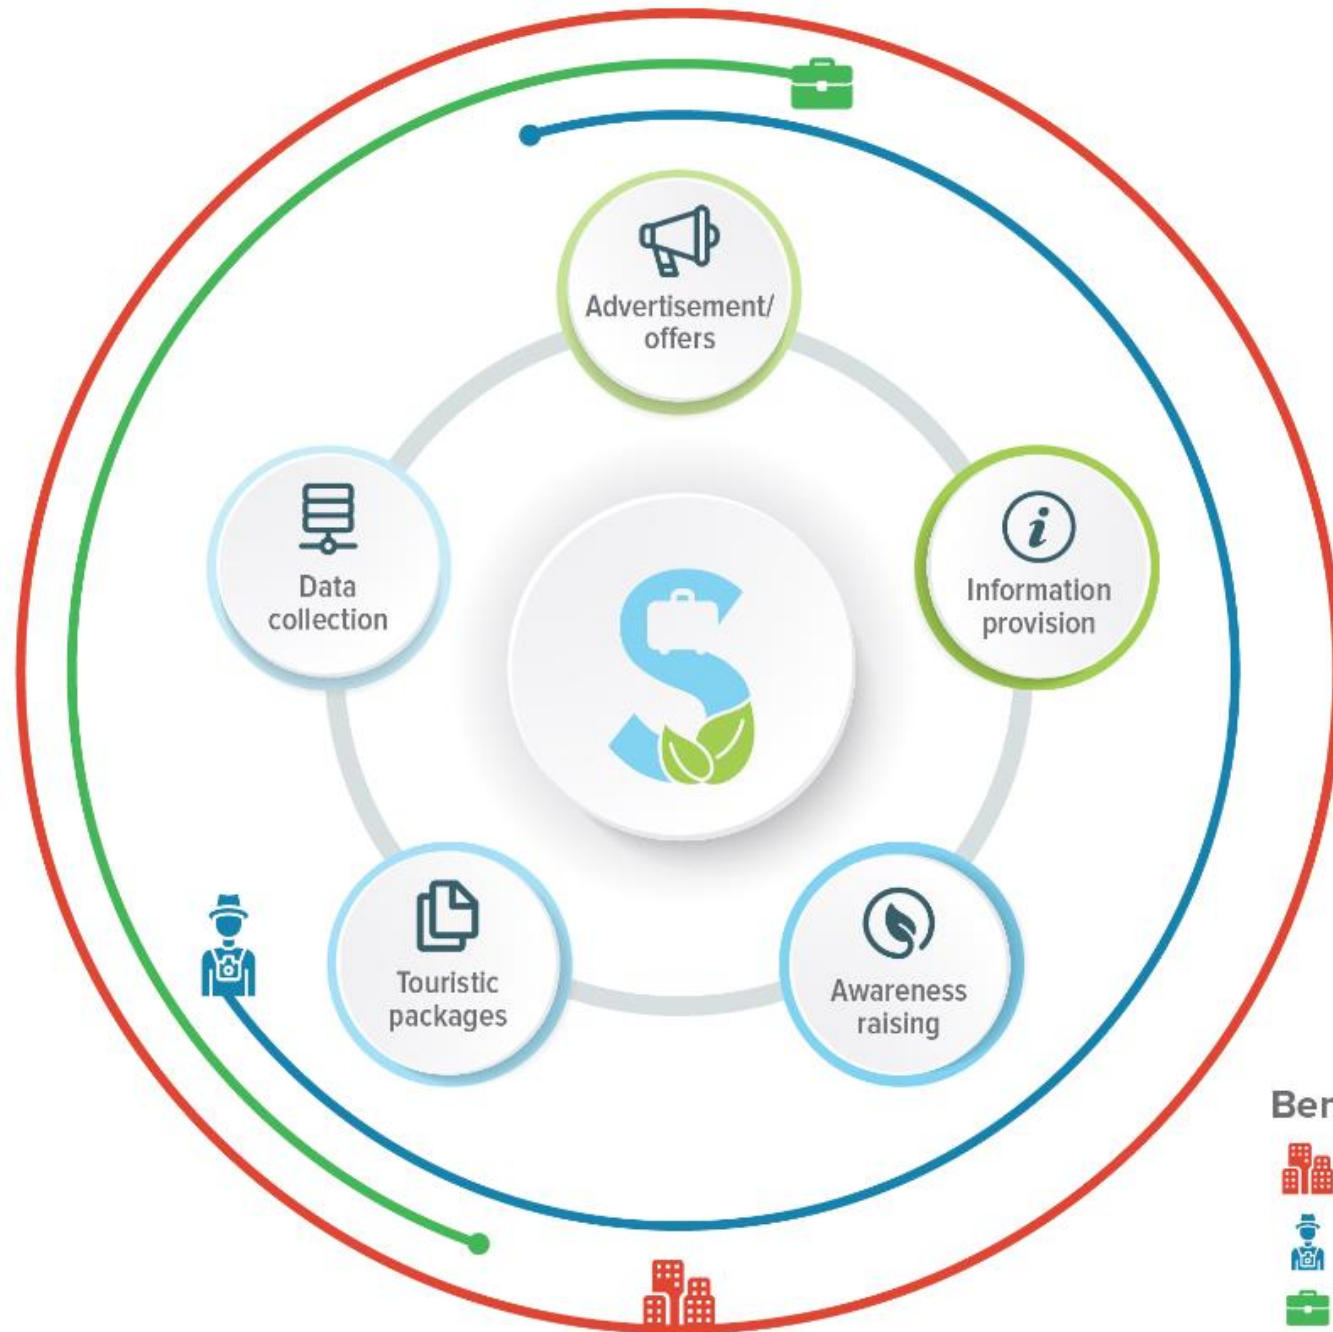 Advertisement/
offers
Data
collection
Information
provision
Touristic
packages
Awareness
raising